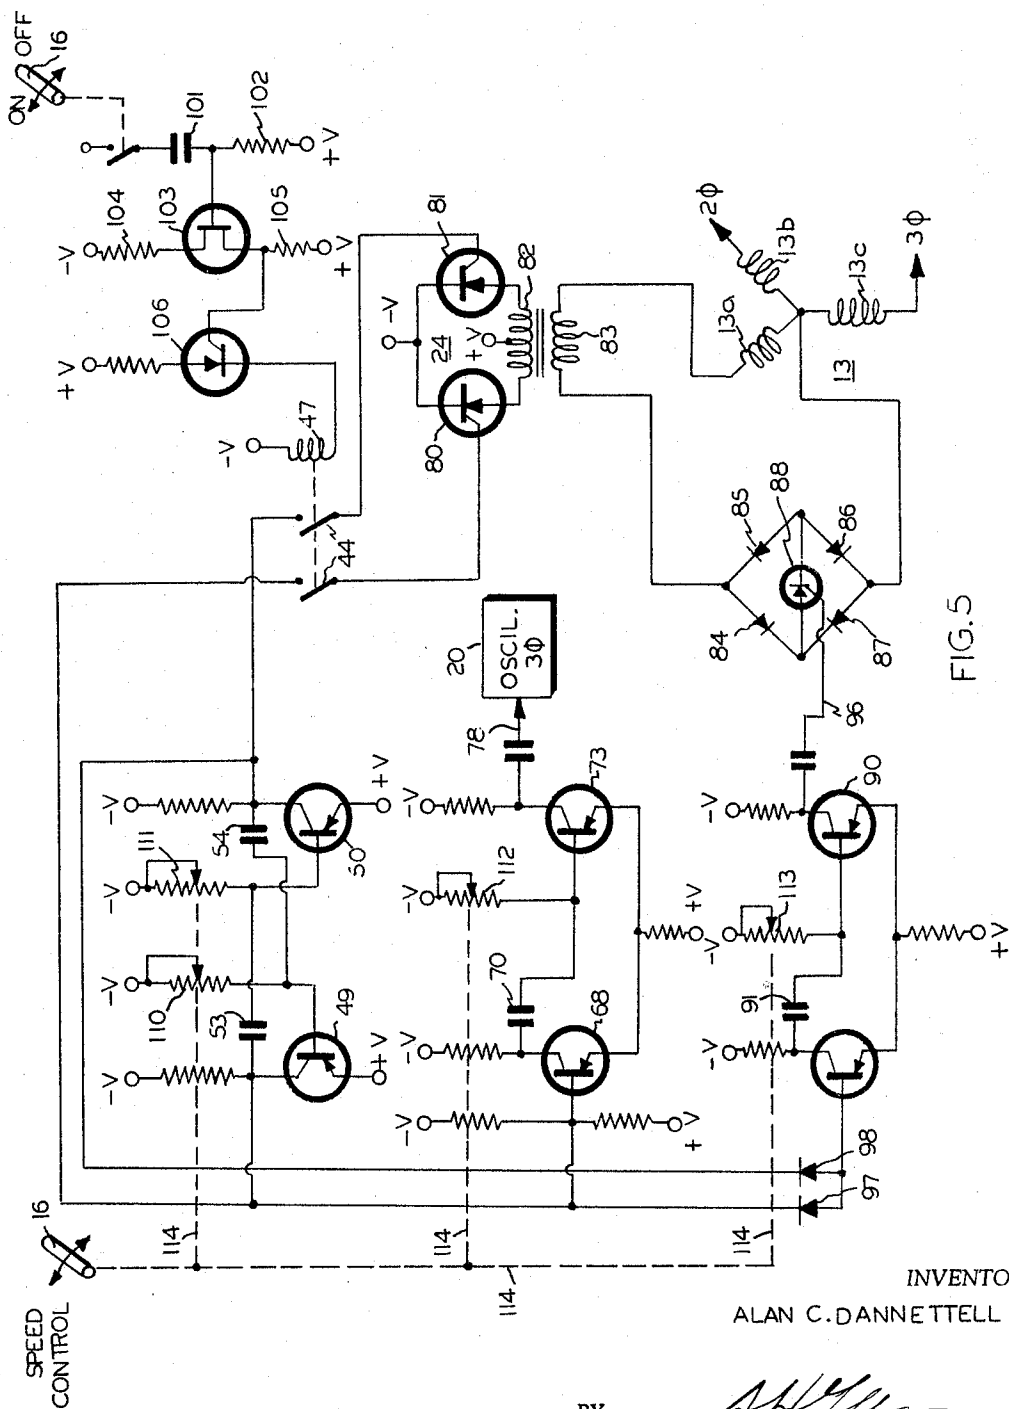 SPEED
CONTROL
16
114
114
114
114
-V
-V
-V
-V
110
111
53
54
49
50
+V
+V
-V
-V
-V
-V
112
70
68
73
78
+V
+V
20
OSCIL.
3Φ
-V
-V
-V
113
91
90
96
+V
97
98
44
47
-V
+V
106
-V
104
103
105
+V
101
102
+V
ON
OFF
16
80
81
-V
24
+V
82
83
84
85
86
87
88
13a
13b
13c
13
2Φ
3Φ
FIG. 5
INVENTO
ALAN C. DANNETTELL
BY